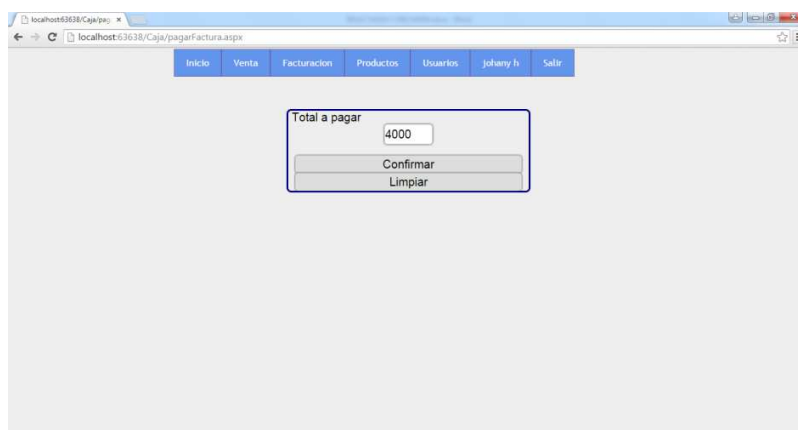 localhost:63638/Caja/pag
localhost:63638/Caja/pagarFactura.aspx
Inicio Venta Facturacion Productos Usuarios johany h Salir
Total a pagar
4000
Confirmar
Limpiar